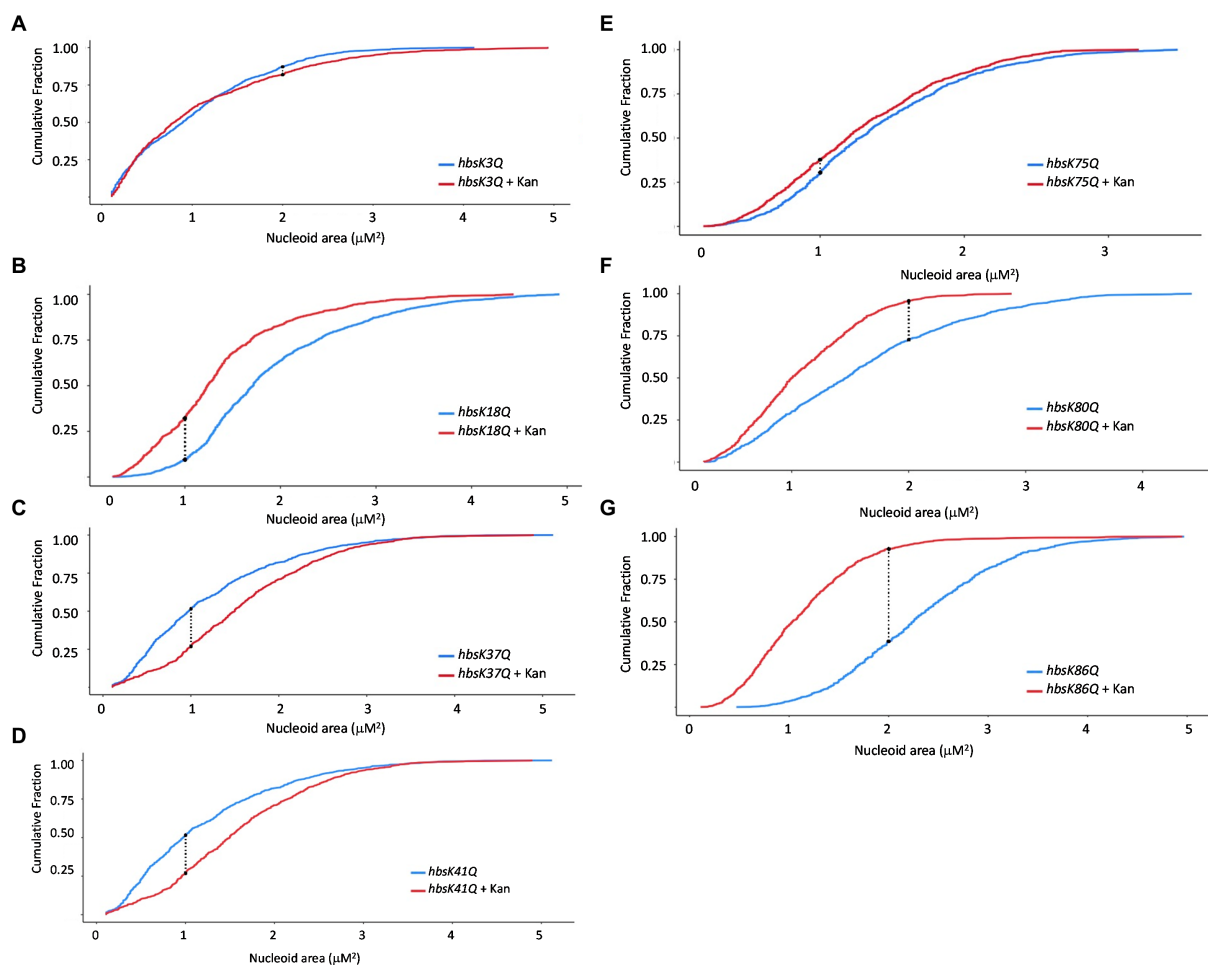 A
Cumulative Fraction
1.00
0.75
0.50
0.25
hbsK3Q
hbsK3Q + Kan
0 1 2 3 4 5
Nucleoid area (μM²)
B
Cumulative Fraction
1.00
0.75
0.50
0.25
hbsK18Q
hbsK18Q + Kan
0 1 2 3 4 5
Nucleoid area (μM²)
C
Cumulative Fraction
1.00
0.75
0.50
0.25
hbsK37Q
hbsK37Q + Kan
0 1 2 3 4 5
Nucleoid area (μM²)
D
Cumulative Fraction
1.00
0.75
0.50
0.25
hbsK41Q
hbsK41Q + Kan
0 1 2 3 4 5
Nucleoid area (μM²)
E
Cumulative Fraction
1.00
0.75
0.50
0.25
hbsK75Q
hbsK75Q + Kan
0 1 2 3
Nucleoid area (μM²)
F
Cumulative Fraction
1.00
0.75
0.50
0.25
hbsK80Q
hbsK80Q + Kan
0 1 2 3 4
Nucleoid area (μM²)
G
Cumulative Fraction
1.00
0.75
0.50
0.25
hbsK86Q
hbsK86Q + Kan
0 1 2 3 4 5
Nucleoid area (μM²)